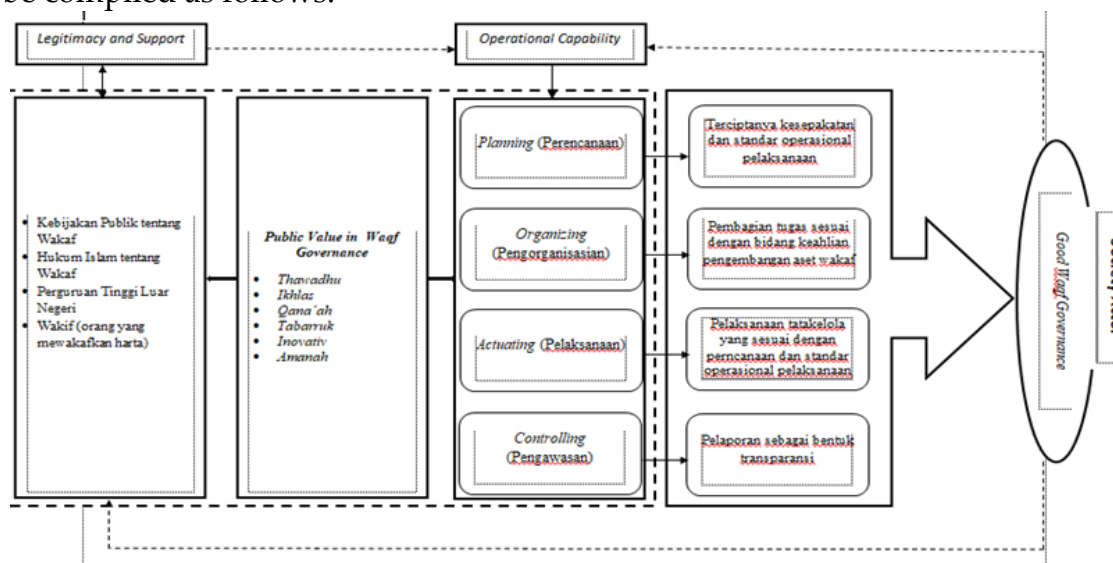 be compiled as follows:
Legitimacy and Support
Operational Capability
• Kebijakan Publik tentang
Wakaf
• Hukum Islam tentang
Wakaf
• Perguruan Tinggi Luar
Negeri
• Wakif (orang yang
mewakafkan harta)
Public Value in Waqf
Governance
• Thawadhu
• Ikhlas
• Qana'ah
• Tabarruk
• Inovativ
• Amanah
Planning (Perencanaan)
Organizing
(Pengorganisasian)
Actuating (Pelaksanaan)
Controlling
(Pengawasan)
Terciptanya kesepakatan
dan standar operasional
pelaksanaan
Pembagian tugas sesuai
dengan bidang keahlian
pengembangan aset wakaf
Pelaksanaan tatakelola
yang sesuai dengan
perncanaan dan standar
operasional pelaksanaan
Pelaporan sebagai bentuk
transparansi
Good Waqf Governance